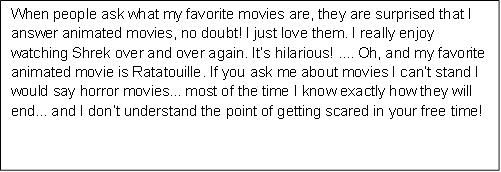 When people ask what my favorite movies are, they are surprised that I
answer animated movies, no doubt! I just love them. I really enjoy
watching Shrek over and over again. It's hilarious! .... Oh, and my favorite
animated movie is Ratatouille. If you ask me about movies I can't stand I
would say horror movies... most of the time I know exactly how they will
end... and I don't understand the point of getting scared in your free time!